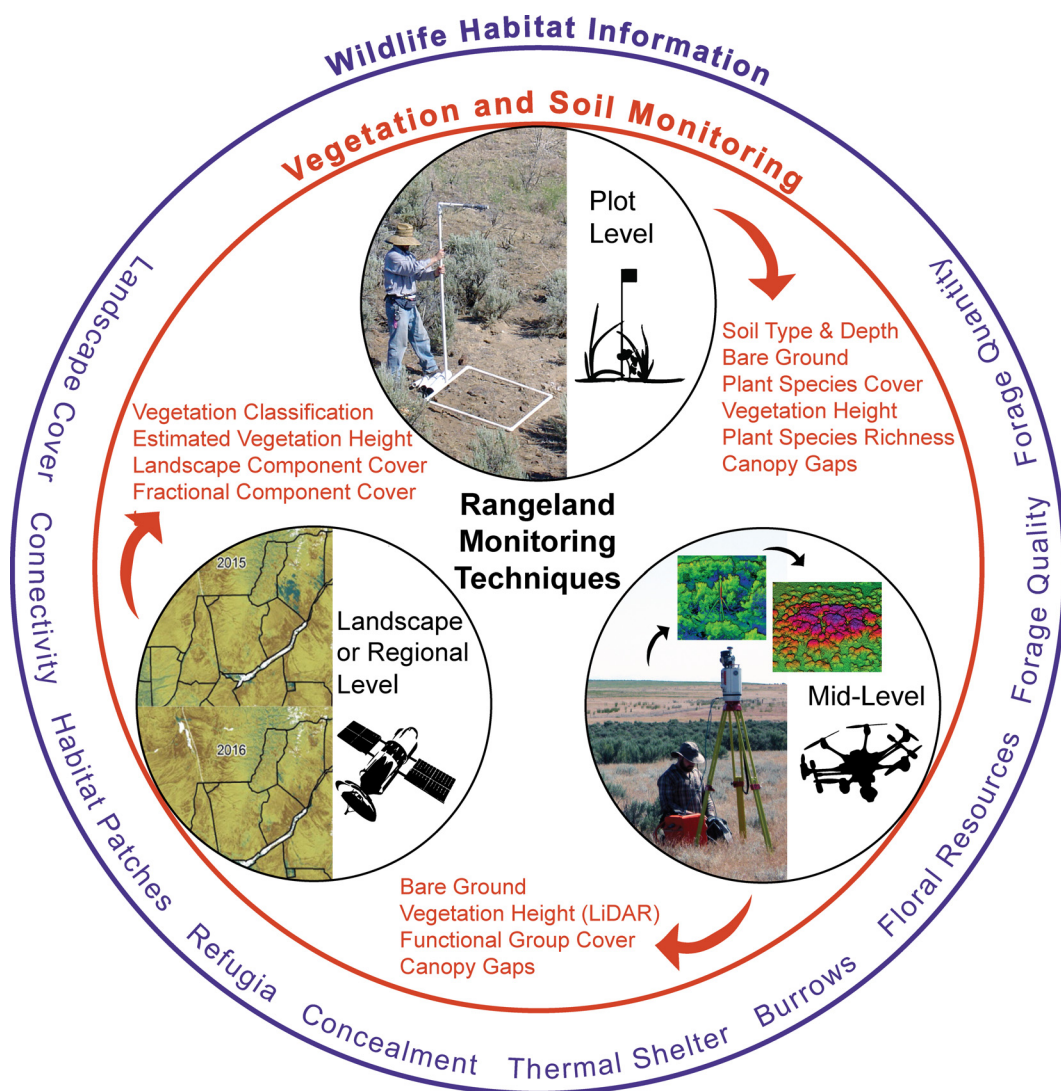 Wildlife Habitat Information
Vegetation and Soil Monitoring
Plot
Level
Soil Type & Depth
Bare Ground
Plant Species Cover
Vegetation Height
Plant Species Richness
Canopy Gaps
Vegetation Classification
Estimated Vegetation Height
Landscape Component Cover
Fractional Component Cover
Rangeland
Monitoring
Techniques
2015
2016
Landscape
or Regional
Level
Mid-Level
Bare Ground
Vegetation Height (LiDAR)
Functional Group Cover
Canopy Gaps
Forage Quantity
Forage Quality
Floral Resources
Burrows
Thermal Shelter
Concealment
Refugia
Habitat Patches
Connectivity
Landscape Cover